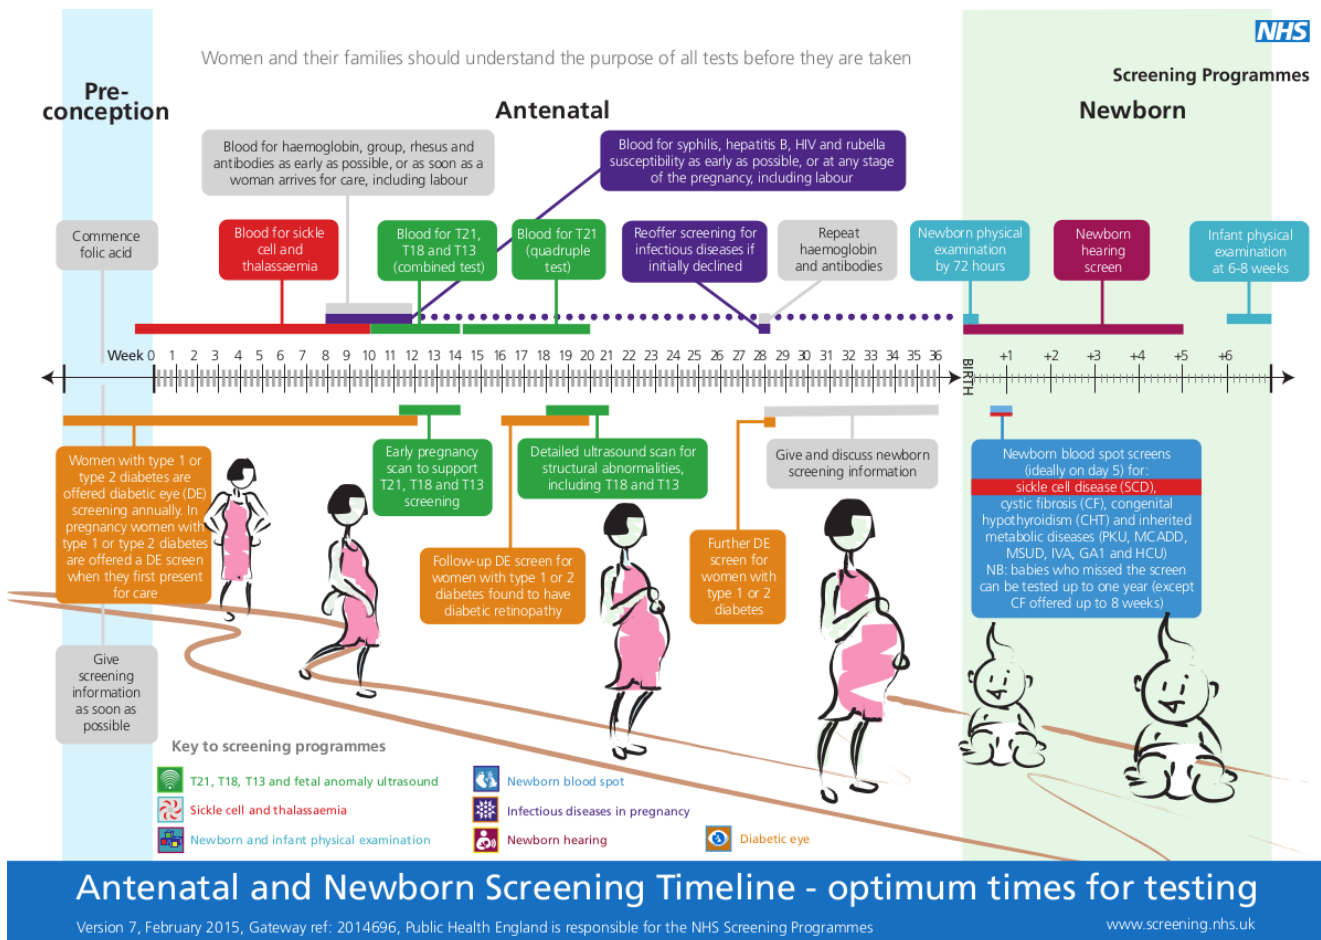 NHS
Women and their families should understand the purpose of all tests before they are taken
Screening Programmes
Pre-
conception
Antenatal
Newborn
Blood for haemoglobin, group, rhesus and
antibodies as early as possible, or as soon as a
woman arrives for care, including labour
Blood for syphilis, hepatitis B, HIV and rubella
susceptibility as early as possible, or at any stage
of the pregnancy, including labour
Commence
folic acid
Blood for sickle
cell and
thalassaemia
Blood for T21,
T18 and T13
(combined test)
Blood for T21
(quadruple
test)
Reoffer screening for
infectious diseases if
initially declined
Repeat
haemoglobin
and antibodies
Newborn physical
examination
by 72 hours
Newborn
hearing
screen
Infant physical
examination
at 6-8 weeks
Week 0 1 2 3 4 5 6 7 8 9 10 11 12 13 14 15 16 17 18 19 20 21 22 23 24 25 26 27 28 29 30 31 32 33 34 35 36
BIRTH
+1 +2 +3 +4 +5 +6
Women with type 1 or
type 2 diabetes are
offered diabetic eye (DE)
screening annually. In
pregnancy women with
type 1 or type 2 diabetes
are offered a DE screen
when they first present
for care
Early pregnancy
scan to support
T21, T18 and T13
screening
Detailed ultrasound scan for
structural abnormalities,
including T18 and T13
Give and discuss newborn
screening information
Newborn blood spot screens
(ideally on day 5) for:
sickle cell disease (SCD),
cystic fibrosis (CF), congenital
hypothyroidism (CHT) and inherited
metabolic diseases (PKU, MCADD,
MSUD, IVA, GA1 and HCU)
NB: babies who missed the screen
can be tested up to one year (except
CF offered up to 8 weeks)
Follow-up DE screen for
women with type 1 or 2
diabetes found to have
diabetic retinopathy
Further DE
screen for
women with
type 1 or 2
diabetes
Give
screening
information
as soon as
possible
Key to screening programmes
T21, T18, T13 and fetal anomaly ultrasound
Sickle cell and thalassaemia
Newborn and infant physical examination
Newborn blood spot
Infectious diseases in pregnancy
Newborn hearing
Diabetic eye
Antenatal and Newborn Screening Timeline - optimum times for testing
Version 7, February 2015, Gateway ref: 2014696, Public Health England is responsible for the NHS Screening Programmes
www.screening.nhs.uk